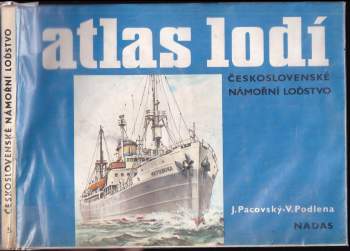 ČESKOSLOVENSKÉ NÁMOŘNÍ LOĎSTVO
atlas lodí
ČESKOSLOVENSKÉ
NÁMOŘNÍ LOĎSTVO
J. Pacovský-V. Podlena
NADAS